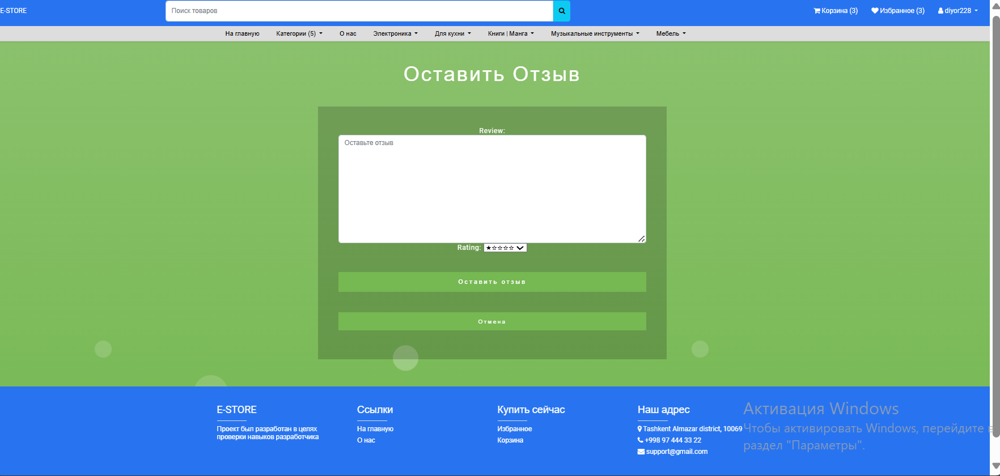 E-STORE
Поиск товаров
Корзина (3)
Избранное (3)
diyor228
На главную
Категории (5)
О нас
Электроника
Для кухни
Книги | Манга
Музыкальные инструменты
Мебель
Оставить Отзыв
Review:
Оставьте отзыв
Rating: ★☆☆☆☆
Оставить отзыв
Отмена
E-STORE
Проект был разработан в целях
проверки навыков разработчика
Ссылки
На главную
О нас
Купить сейчас
Избранное
Корзина
Наш адрес
Tashkent Almazar district, 10069
+998 97 444 33 22
support@gmail.com
Активация Windows
Чтобы активировать Windows, перейдите в
раздел "Параметры".